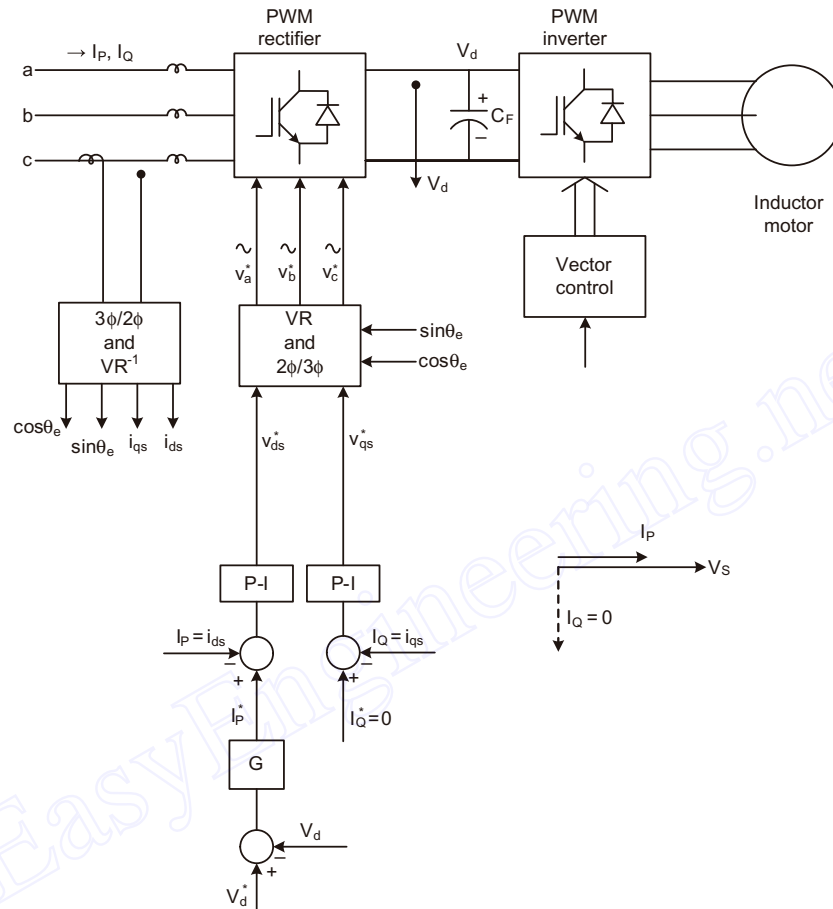 PWM
rectifier
PWM
inverter
→ I_P, I_Q
V_d
a
b
c
+
C_F
–
V_d
Inductor
motor
~ ~ ~
v_a^* v_b^* v_c^*
Vector
control
3ϕ/2ϕ
and
VR^-1
VR
and
2ϕ/3ϕ
sinθ_e
cosθ_e
cosθ_e
sinθ_e
i_qs
i_ds
v_ds^*
v_qs^*
I_P
V_S
I_Q = 0
P-I
P-I
I_P = i_ds
–
+
I_Q = i_qs
–
+
I_P^*
I_Q^* = 0
G
V_d
–
+
V_d^*
EasyEngineering.ne